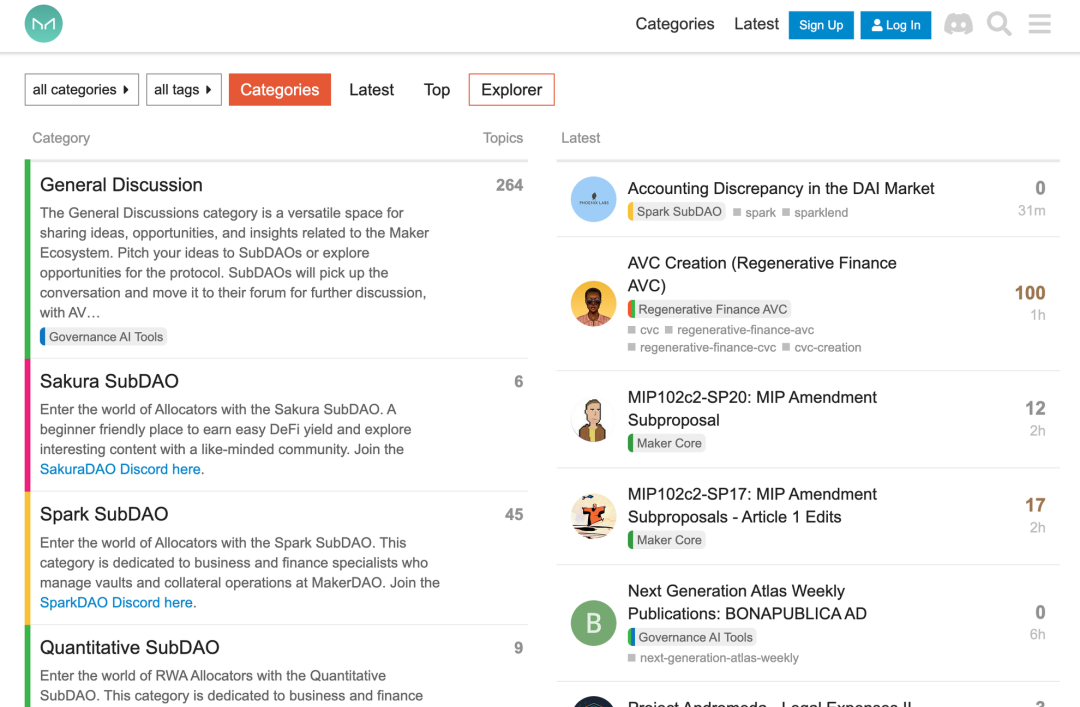 Categories Latest Sign Up Log In
all categories all tags Categories Latest Top Explorer
Category Topics
General Discussion 264
The General Discussions category is a versatile space for
sharing ideas, opportunities, and insights related to the Maker
Ecosystem. Pitch your ideas to SubDAOs or explore
opportunities for the protocol. SubDAOs will pick up the
conversation and move it to their forum for further discussion,
with AV…
Governance AI Tools
Sakura SubDAO 6
Enter the world of Allocators with the Sakura SubDAO. A
beginner friendly place to earn easy DeFi yield and explore
interesting content with a like-minded community. Join the
SakuraDAO Discord here.
Spark SubDAO 45
Enter the world of Allocators with the Spark SubDAO. This
category is dedicated to business and finance specialists who
manage vaults and collateral operations at MakerDAO. Join the
SparkDAO Discord here.
Quantitative SubDAO 9
Enter the world of RWA Allocators with the Quantitative
SubDAO. This category is dedicated to business and finance
Latest
PHOENIX LABS
Accounting Discrepancy in the DAI Market 0
Spark SubDAO spark sparklend 31m
AVC Creation (Regenerative Finance
AVC) 100
Regenerative Finance AVC 1h
cvc regenerative-finance-avc
regenerative-finance-cvc cvc-creation
MIP102c2-SP20: MIP Amendment
Subproposal 12
Maker Core 2h
MIP102c2-SP17: MIP Amendment
Subproposals - Article 1 Edits 17
Maker Core 2h
B
Next Generation Atlas Weekly
Publications: BONAPUBLICA AD 0
Governance AI Tools 6h
next-generation-atlas-weekly
Project Andromeda - Legal Expenses II